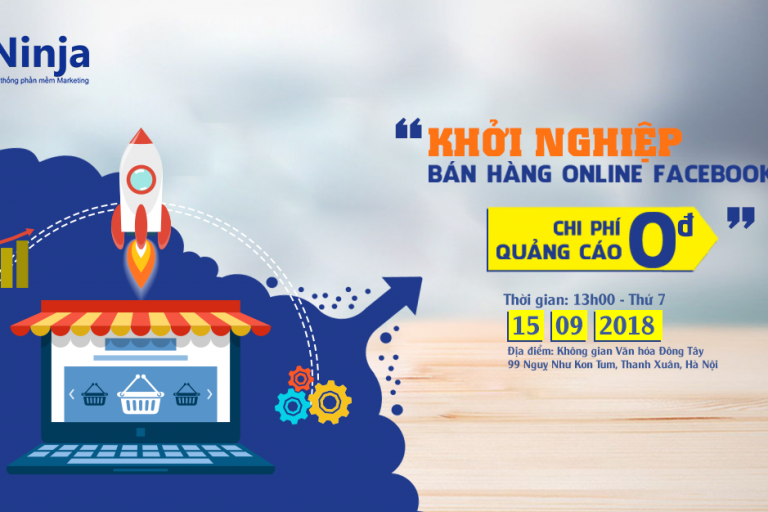 Ninja
thống phần mềm Marketing
“ KHỞI NGHIỆP
BÁN HÀNG ONLINE FACEBOOK
CHI PHÍ
QUẢNG CÁO 0đ ”
Thời gian: 13h00 - Thứ 7
15 09 2018
Địa điểm: Không gian Văn hóa Đông Tây
99 Nguỵ Như Kon Tum, Thanh Xuân, Hà Nội